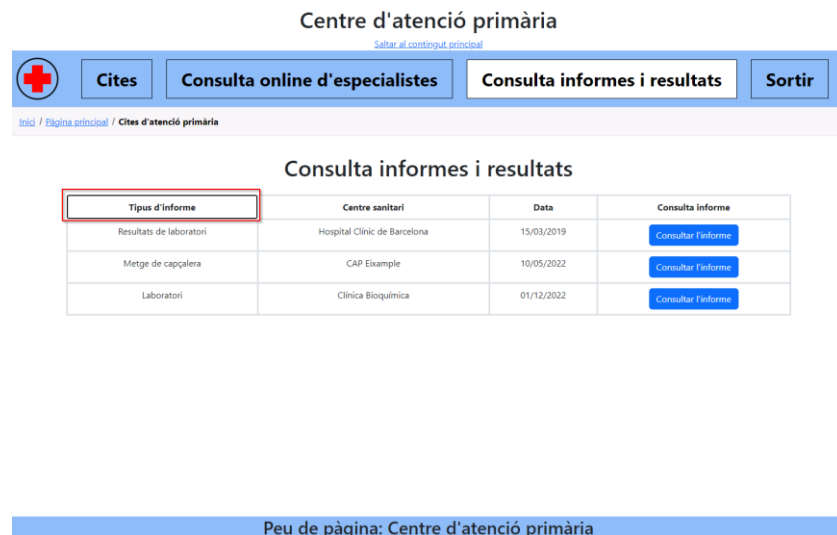 Centre d'atenció primària
Saltar al contingut principal
Cites Consulta online d'especialistes Consulta informes i resultats Sortir
Inici / Pàgina principal / Cites d'atenció primària
Consulta informes i resultats
Tipus d'informe Centre sanitari Data Consulta informe
Resultats de laboratori Hospital Clínic de Barcelona 15/03/2019 Consultar l'informe
Metge de capçalera CAP Eixample 10/05/2022 Consultar l'informe
Laboratori Clínica Bioquímica 01/12/2022 Consultar l'informe
Peu de pàgina: Centre d'atenció primària